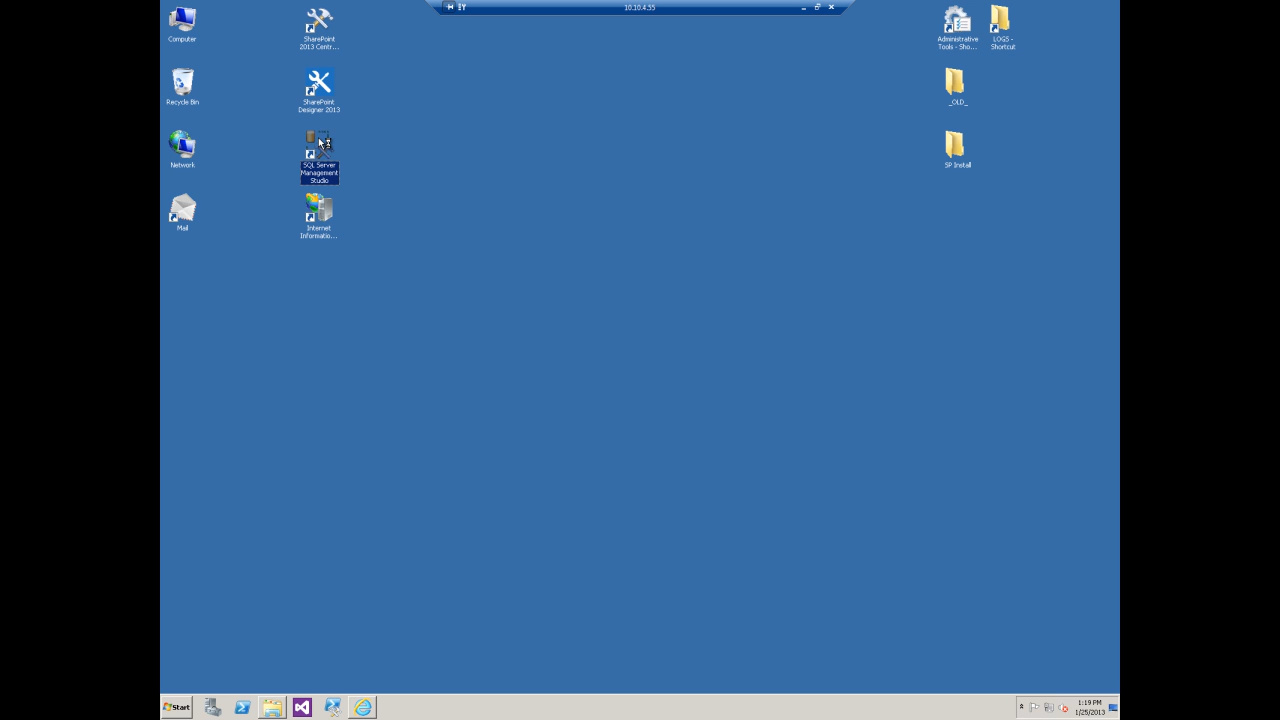 10.10.4.55
Computer
SharePoint
2013 Centr...
Administrative
Tools - Sho...
LOGS -
Shortcut
Recycle Bin
SharePoint
Designer 2013
_OLD_
Network
SQL Server
Management
Studio
SP Install
Mail
Internet
Informatio...
Start
1:19 PM
1/25/2013